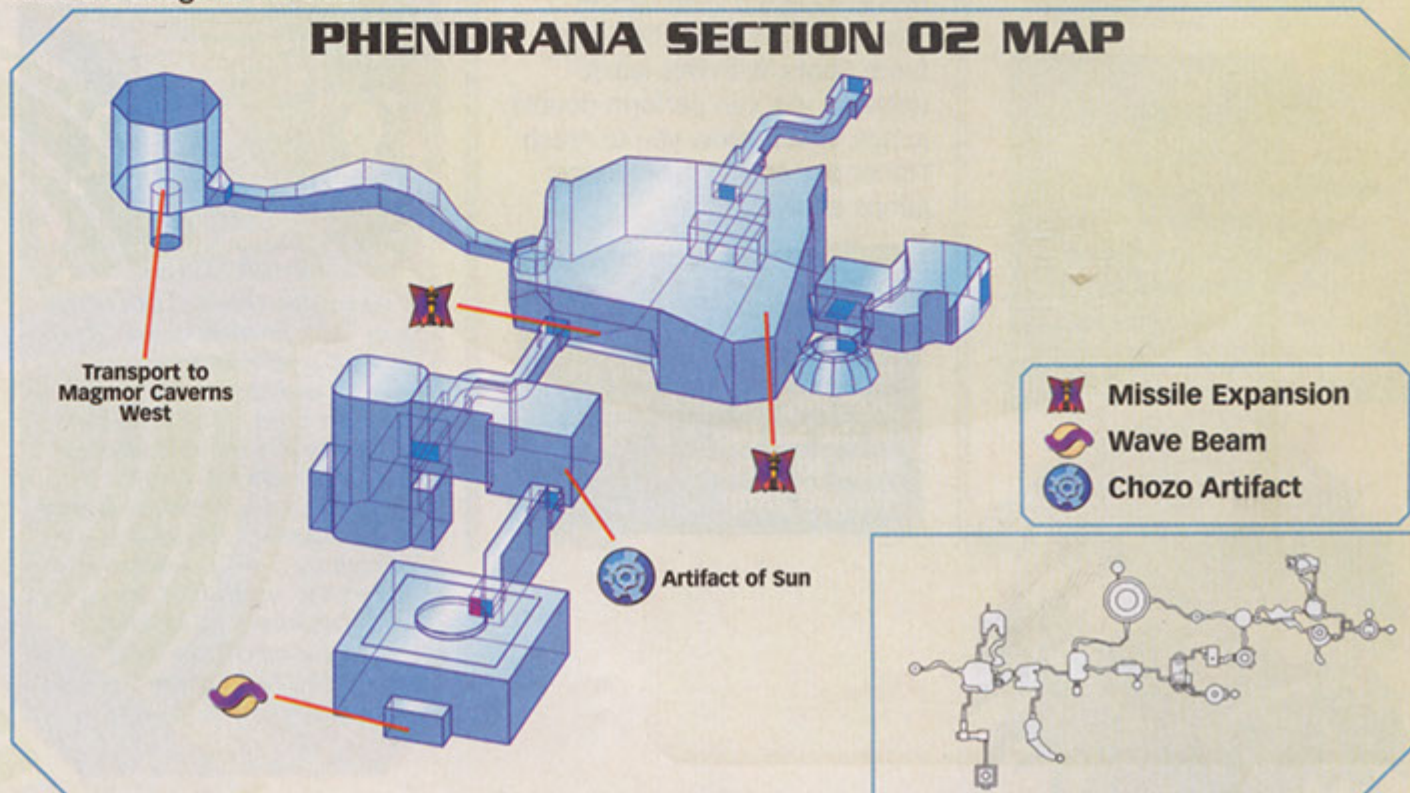 PHENDRANA SECTION 02 MAP
Transport to
Magmor Caverns
West
Missile Expansion
Wave Beam
Chozo Artifact
Artifact of Sun